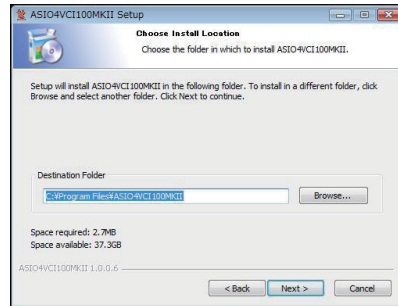 ASIO4VCI100MKII Setup
Choose Install Location
Choose the folder in which to install ASIO4VCI100MKII.
Setup will install ASIO4VCI100MKII in the following folder. To install in a different folder, click
Browse and select another folder. Click Next to continue.
Destination Folder
C:¥Program Files¥ASIO4VCI100MKII
Browse...
Space required: 2.7MB
Space available: 37.3GB
ASIO4VCI100MKII 1.0.0.6
< Back
Next >
Cancel